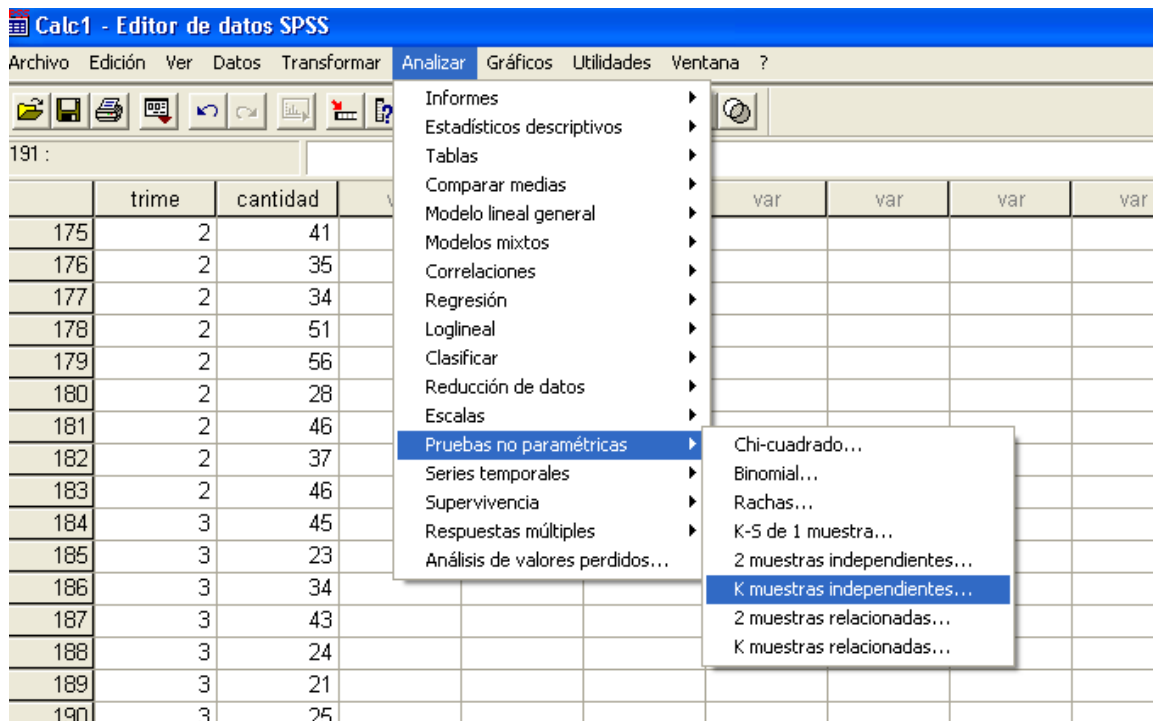 Calc1 - Editor de datos SPSS
Archivo Edición Ver Datos Transformar Analizar Gráficos Utilidades Ventana ?
191 :
trime cantidad var var var var
175 2 41
176 2 35
177 2 34
178 2 51
179 2 56
180 2 28
181 2 46
182 2 37
183 2 46
184 3 45
185 3 23
186 3 34
187 3 43
188 3 24
189 3 21
190 3 25
Informes
Estadísticos descriptivos
Tablas
Comparar medias
Modelo lineal general
Modelos mixtos
Correlaciones
Regresión
Loglineal
Clasificar
Reducción de datos
Escalas
Pruebas no paramétricas
Series temporales
Supervivencia
Respuestas múltiples
Análisis de valores perdidos...
Chi-cuadrado...
Binomial...
Rachas...
K-S de 1 muestra...
2 muestras independientes...
K muestras independientes...
2 muestras relacionadas...
K muestras relacionadas...